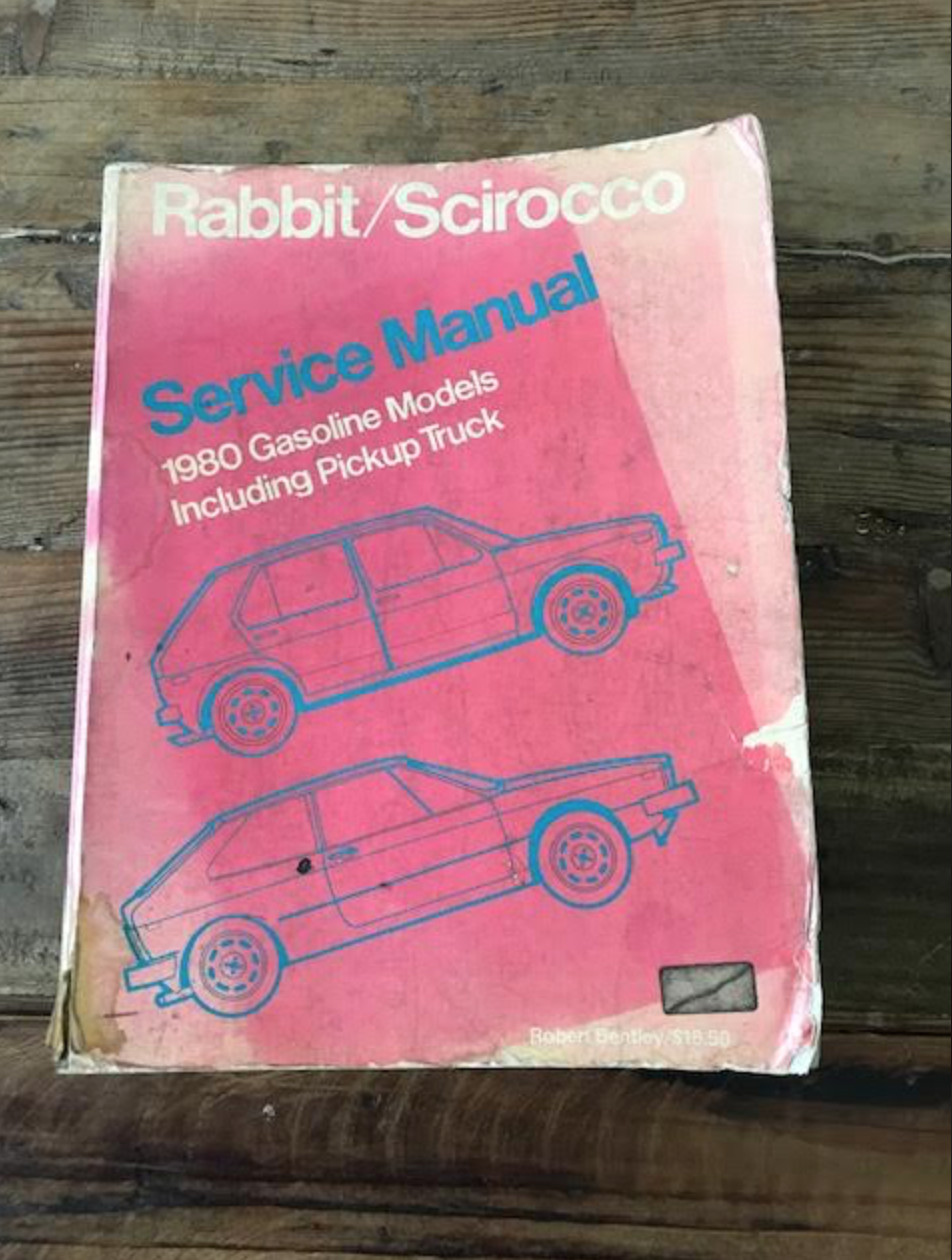 Rabbit/Scirocco
Service Manual
1980 Gasoline Models
Including Pickup Truck
Robert Bentley/$18.50